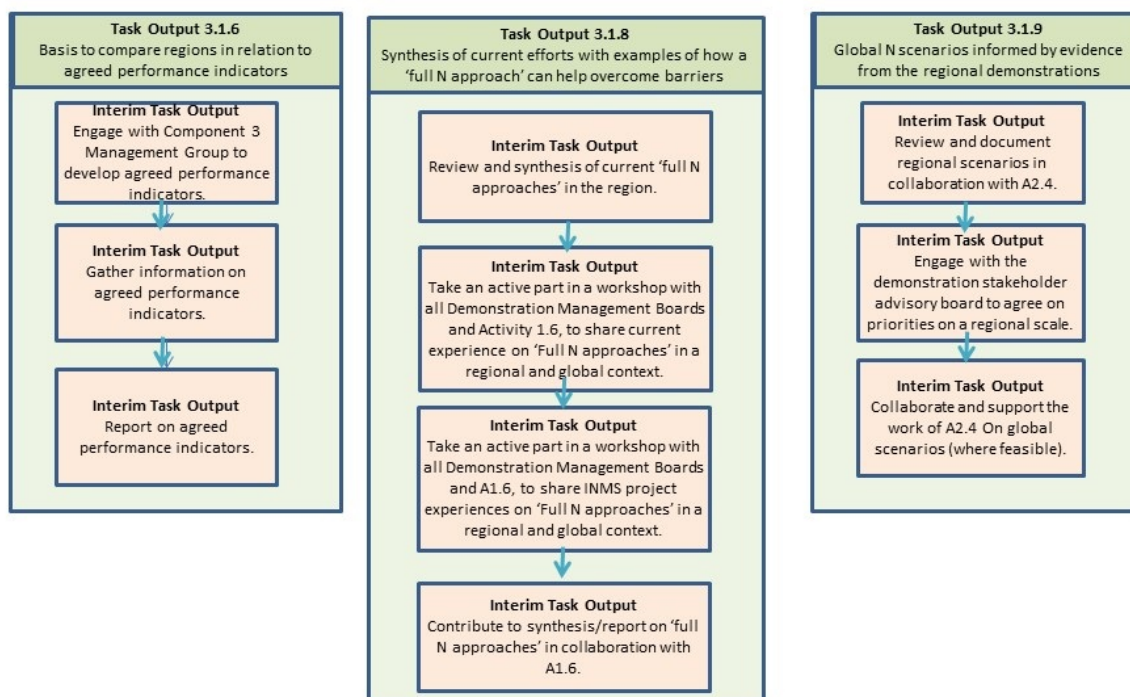 Task Output 3.1.6
Basis to compare regions in relation to
agreed performance indicators
Interim Task Output
Engage with Component 3
Management Group to
develop agreed performance
indicators.
Interim Task Output
Gather information on
agreed performance
indicators.
Interim Task Output
Report on agreed
performance indicators.
Task Output 3.1.8
Synthesis of current efforts with examples of how a
‘full N approach’ can help overcome barriers
Interim Task Output
Review and synthesis of current ‘full N
approaches’ in the region.
Interim Task Output
Take an active part in a workshop with
all Demonstration Management Boards
and Activity 1.6, to share current
experience on ‘Full N approaches’ in a
regional and global context.
Interim Task Output
Take an active part in a workshop with
all Demonstration Management Boards
and A1.6, to share INMS project
experiences on ‘Full N approaches’ in a
regional and global context.
Interim Task Output
Contribute to synthesis/report on ‘full
N approaches’ in collaboration with
A1.6.
Task Output 3.1.9
Global N scenarios informed by evidence
from the regional demonstrations
Interim Task Output
Review and document
regional scenarios in
collaboration with A2.4.
Interim Task Output
Engage with the
demonstration stakeholder
advisory board to agree on
priorities on a regional scale.
Interim Task Output
Collaborate and support the
work of A2.4 On global
scenarios (where feasible).